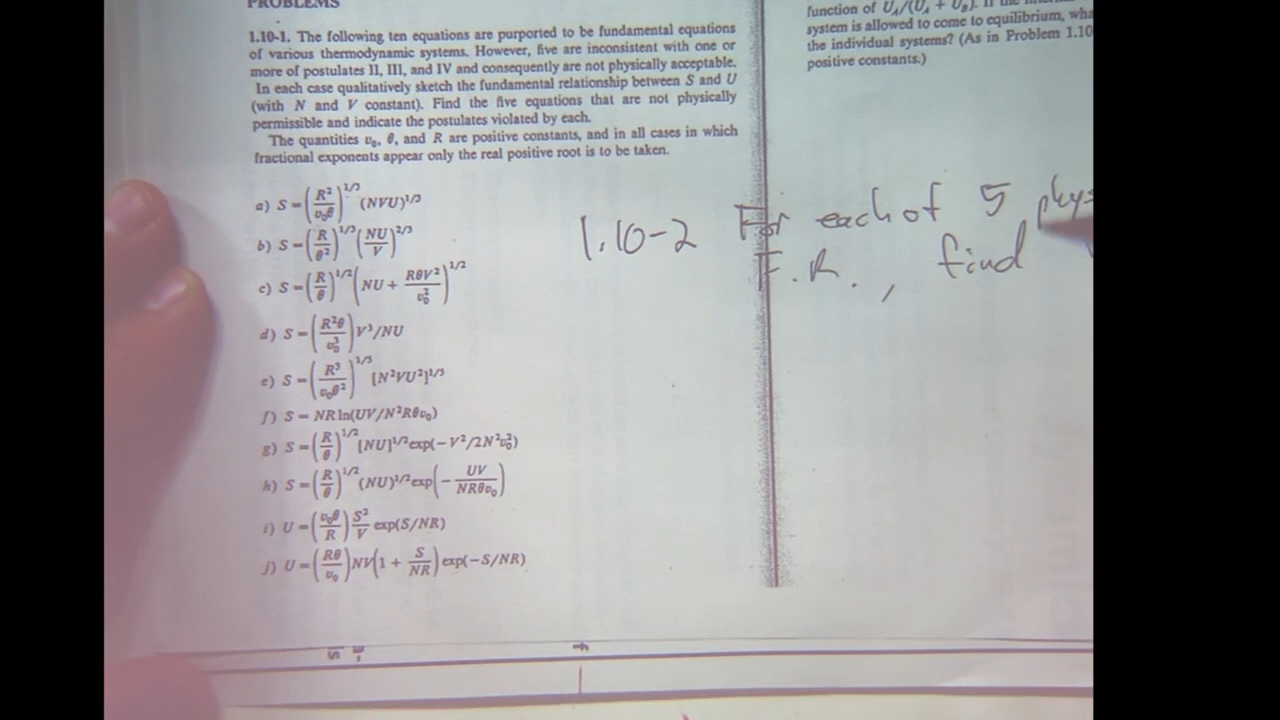 PROBLEMS
1.10-1. The following ten equations are purported to be fundamental equations
of various thermodynamic systems. However, five are inconsistent with one or
more of postulates II, III, and IV and consequently are not physically acceptable.
In each case qualitatively sketch the fundamental relationship between S and U
(with N and V constant). Find the five equations that are not physically
permissible and indicate the postulates violated by each.
The quantities v₀, θ, and R are positive constants, and in all cases in which
fractional exponents appear only the real positive root is to be taken.
a) S = (R²/v₀θ)^1/3 (NVU)^1/3
b) S = (R/θ²)^1/3 (NU/V)^2/3
c) S = (R/θ)^1/2 (NU + RθV²/v₀²)^1/2
d) S = (R²θ/v₀³) V³/NU
e) S = (R³/v₀θ²)^1/5 [N²VU²]^1/5
f) S = NR ln(UV/N²Rθv₀)
g) S = (R/θ)^1/2 [NU]^1/2 exp(-V²/2N²v₀²)
h) S = (R/θ)^1/2 (NU)^1/2 exp(-UV/NRθv₀)
i) U = (v₀θ/R) S²/V exp(S/NR)
j) U = (Rθ/v₀) NV(1 + S/NR) exp(-S/NR)
function of U_A/(U_A + U_B). If the
system is allowed to come to equilibrium,
the individual systems? (As in Problem 1.10
positive constants.)
1.10-2 For each of 5 phys
F.R., find